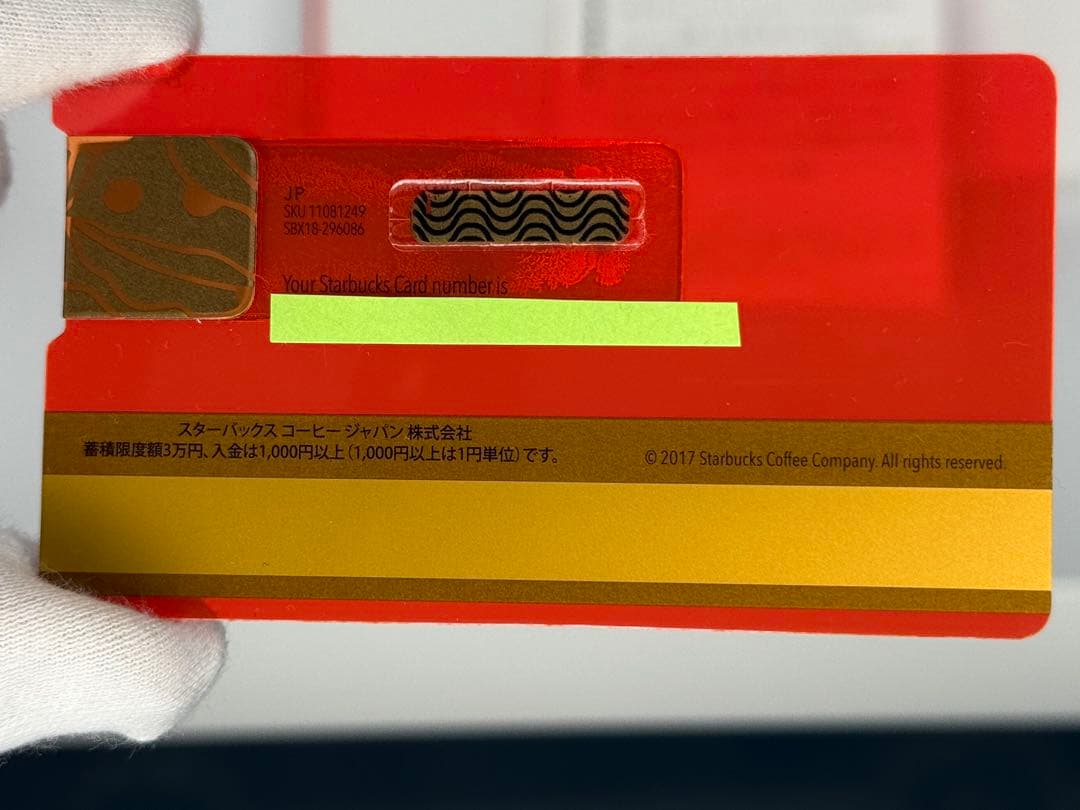 JP
SKU 11081249
SBX18-296086
Your Starbucks Card number is
スターバックス コーヒー ジャパン 株式会社
蓄積限度額3万円、入金は1,000円以上（1,000円以上は1円単位）です。
© 2017 Starbucks Coffee Company. All rights reserved.